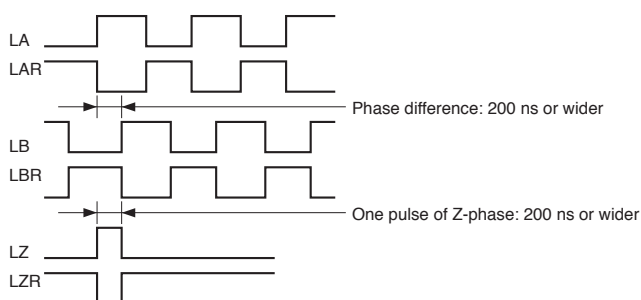 LA
LAR
Phase difference: 200 ns or wider
LB
LBR
One pulse of Z-phase: 200 ns or wider
LZ
LZR